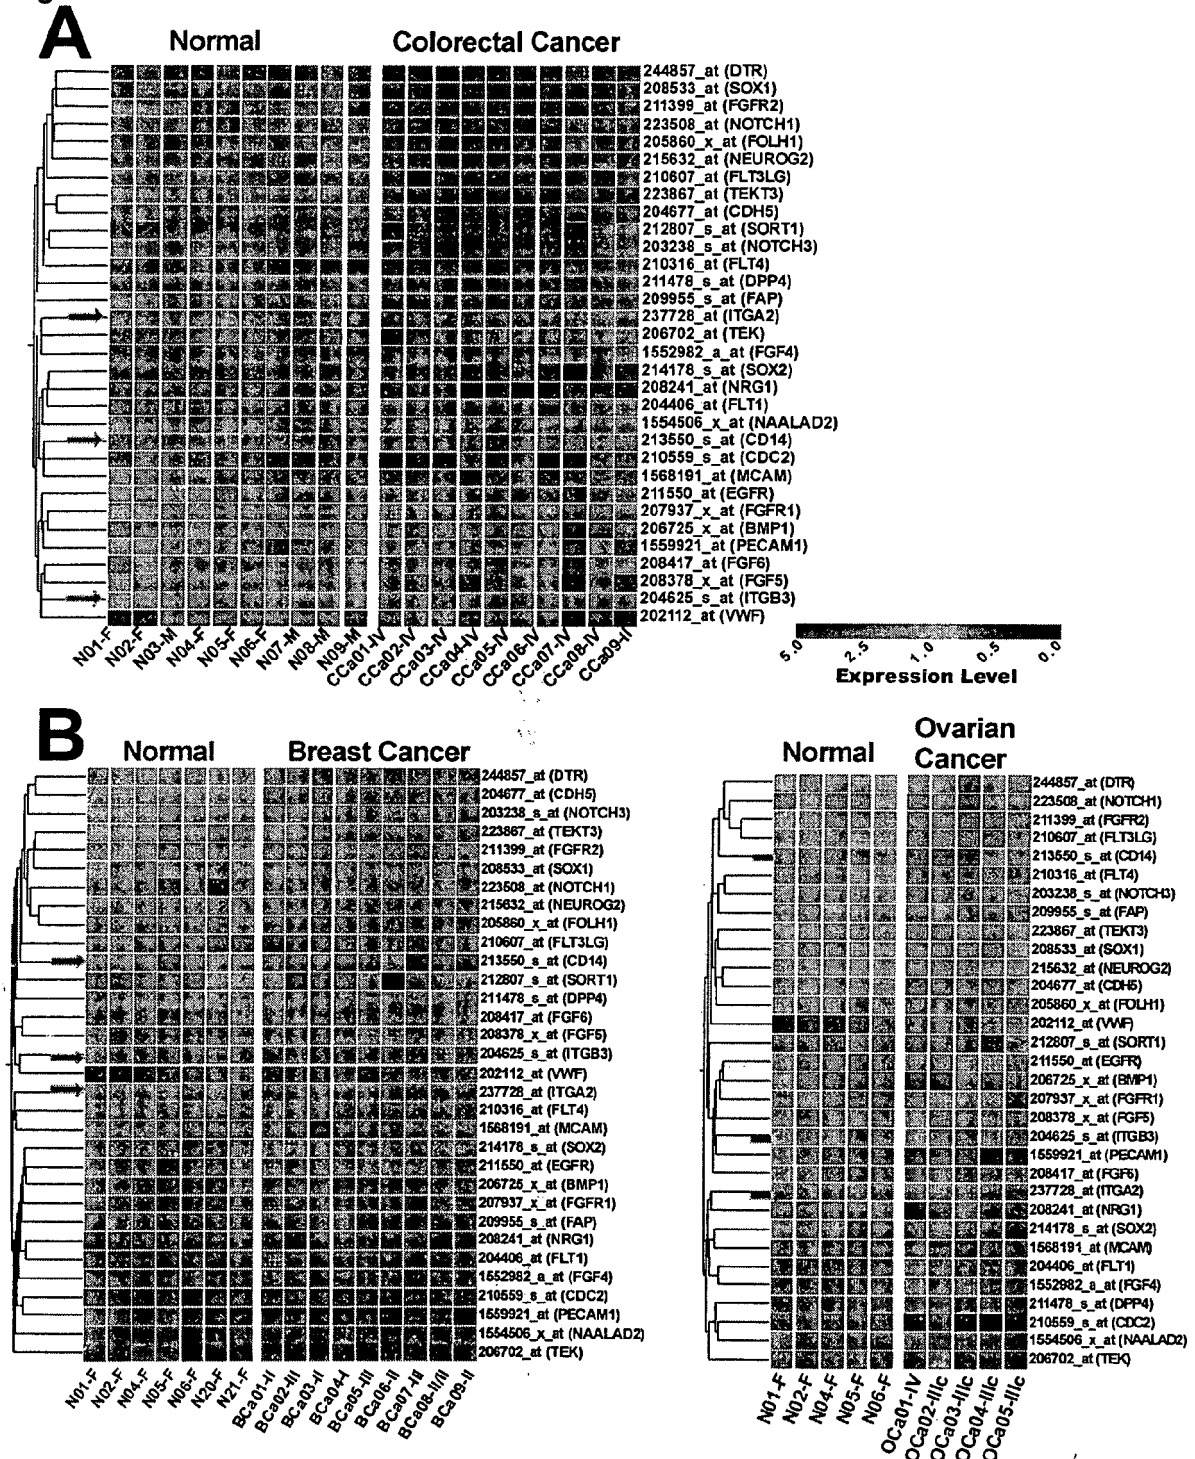 A
Normal
Colorectal Cancer
244857_at (DTR)
208533_at (SOX1)
211399_at (FGFR2)
223508_at (NOTCH1)
205860_x_at (FOLH1)
215632_at (NEUROG2)
210607_at (FLT3LG)
223867_at (TEKT3)
204677_at (CDH5)
212807_s_at (SORT1)
203238_s_at (NOTCH3)
210316_at (FLT4)
211478_s_at (DPP4)
209955_s_at (FAP)
237728_at (ITGA2)
206702_at (TEK)
1552982_a_at (FGF4)
214178_s_at (SOX2)
208241_at (NRG1)
204406_at (FLT1)
1554506_x_at (NAALAD2)
213550_s_at (CD14)
210559_s_at (CDC2)
1568191_at (MCAM)
211550_at (EGFR)
207937_x_at (FGFR1)
206725_x_at (BMP1)
1559921_at (PECAM1)
208417_at (FGF6)
208378_x_at (FGF5)
204625_s_at (ITGB3)
202112_at (VWF)
N01-F N02-F N03-M N04-F N05-F N06-F N07-M N08-M N09-M CCa01-IV CCa02-IV CCa03-IV CCa04-IV CCa05-IV CCa06-IV CCa07-IV CCa08-IV CCa09-II
5.0 2.5 1.0 0.5 0.0
Expression Level
B
Normal
Breast Cancer
244857_at (DTR)
204677_at (CDH5)
203238_s_at (NOTCH3)
223867_at (TEKT3)
211399_at (FGFR2)
208533_at (SOX1)
223508_at (NOTCH1)
215632_at (NEUROG2)
205860_x_at (FOLH1)
210607_at (FLT3LG)
213550_s_at (CD14)
212807_s_at (SORT1)
211478_s_at (DPP4)
208417_at (FGF6)
208378_x_at (FGF5)
204625_s_at (ITGB3)
202112_at (VWF)
237728_at (ITGA2)
210316_at (FLT4)
1568191_at (MCAM)
214178_s_at (SOX2)
211550_at (EGFR)
206725_x_at (BMP1)
207937_x_at (FGFR1)
209955_s_at (FAP)
208241_at (NRG1)
204406_at (FLT1)
1552982_a_at (FGF4)
210559_s_at (CDC2)
1559921_at (PECAM1)
1554506_x_at (NAALAD2)
206702_at (TEK)
N01-F N02-F N04-F N05-F N06-F N20-F N21-F BCa01-II BCa02-III BCa03-II BCa04-I BCa05-III BCa06-II BCa07-III BCa08-II/III BCa09-II
Normal
Ovarian
Cancer
244857_at (DTR)
223508_at (NOTCH1)
211399_at (FGFR2)
210607_at (FLT3LG)
213550_s_at (CD14)
210316_at (FLT4)
203238_s_at (NOTCH3)
209955_s_at (FAP)
223867_at (TEKT3)
208533_at (SOX1)
215632_at (NEUROG2)
204677_at (CDH5)
205860_x_at (FOLH1)
202112_at (VWF)
212807_s_at (SORT1)
211550_at (EGFR)
206725_x_at (BMP1)
207937_x_at (FGFR1)
208378_x_at (FGF5)
204625_s_at (ITGB3)
1559921_at (PECAM1)
208417_at (FGF6)
237728_at (ITGA2)
208241_at (NRG1)
214178_s_at (SOX2)
1568191_at (MCAM)
204406_at (FLT1)
1552982_a_at (FGF4)
211478_s_at (DPP4)
210559_s_at (CDC2)
1554506_x_at (NAALAD2)
206702_at (TEK)
N01-F N02-F N04-F N05-F N06-F OCa01-IV OCa02-IIIc OCa03-IIIc OCa04-IIIc OCa05-IIIc